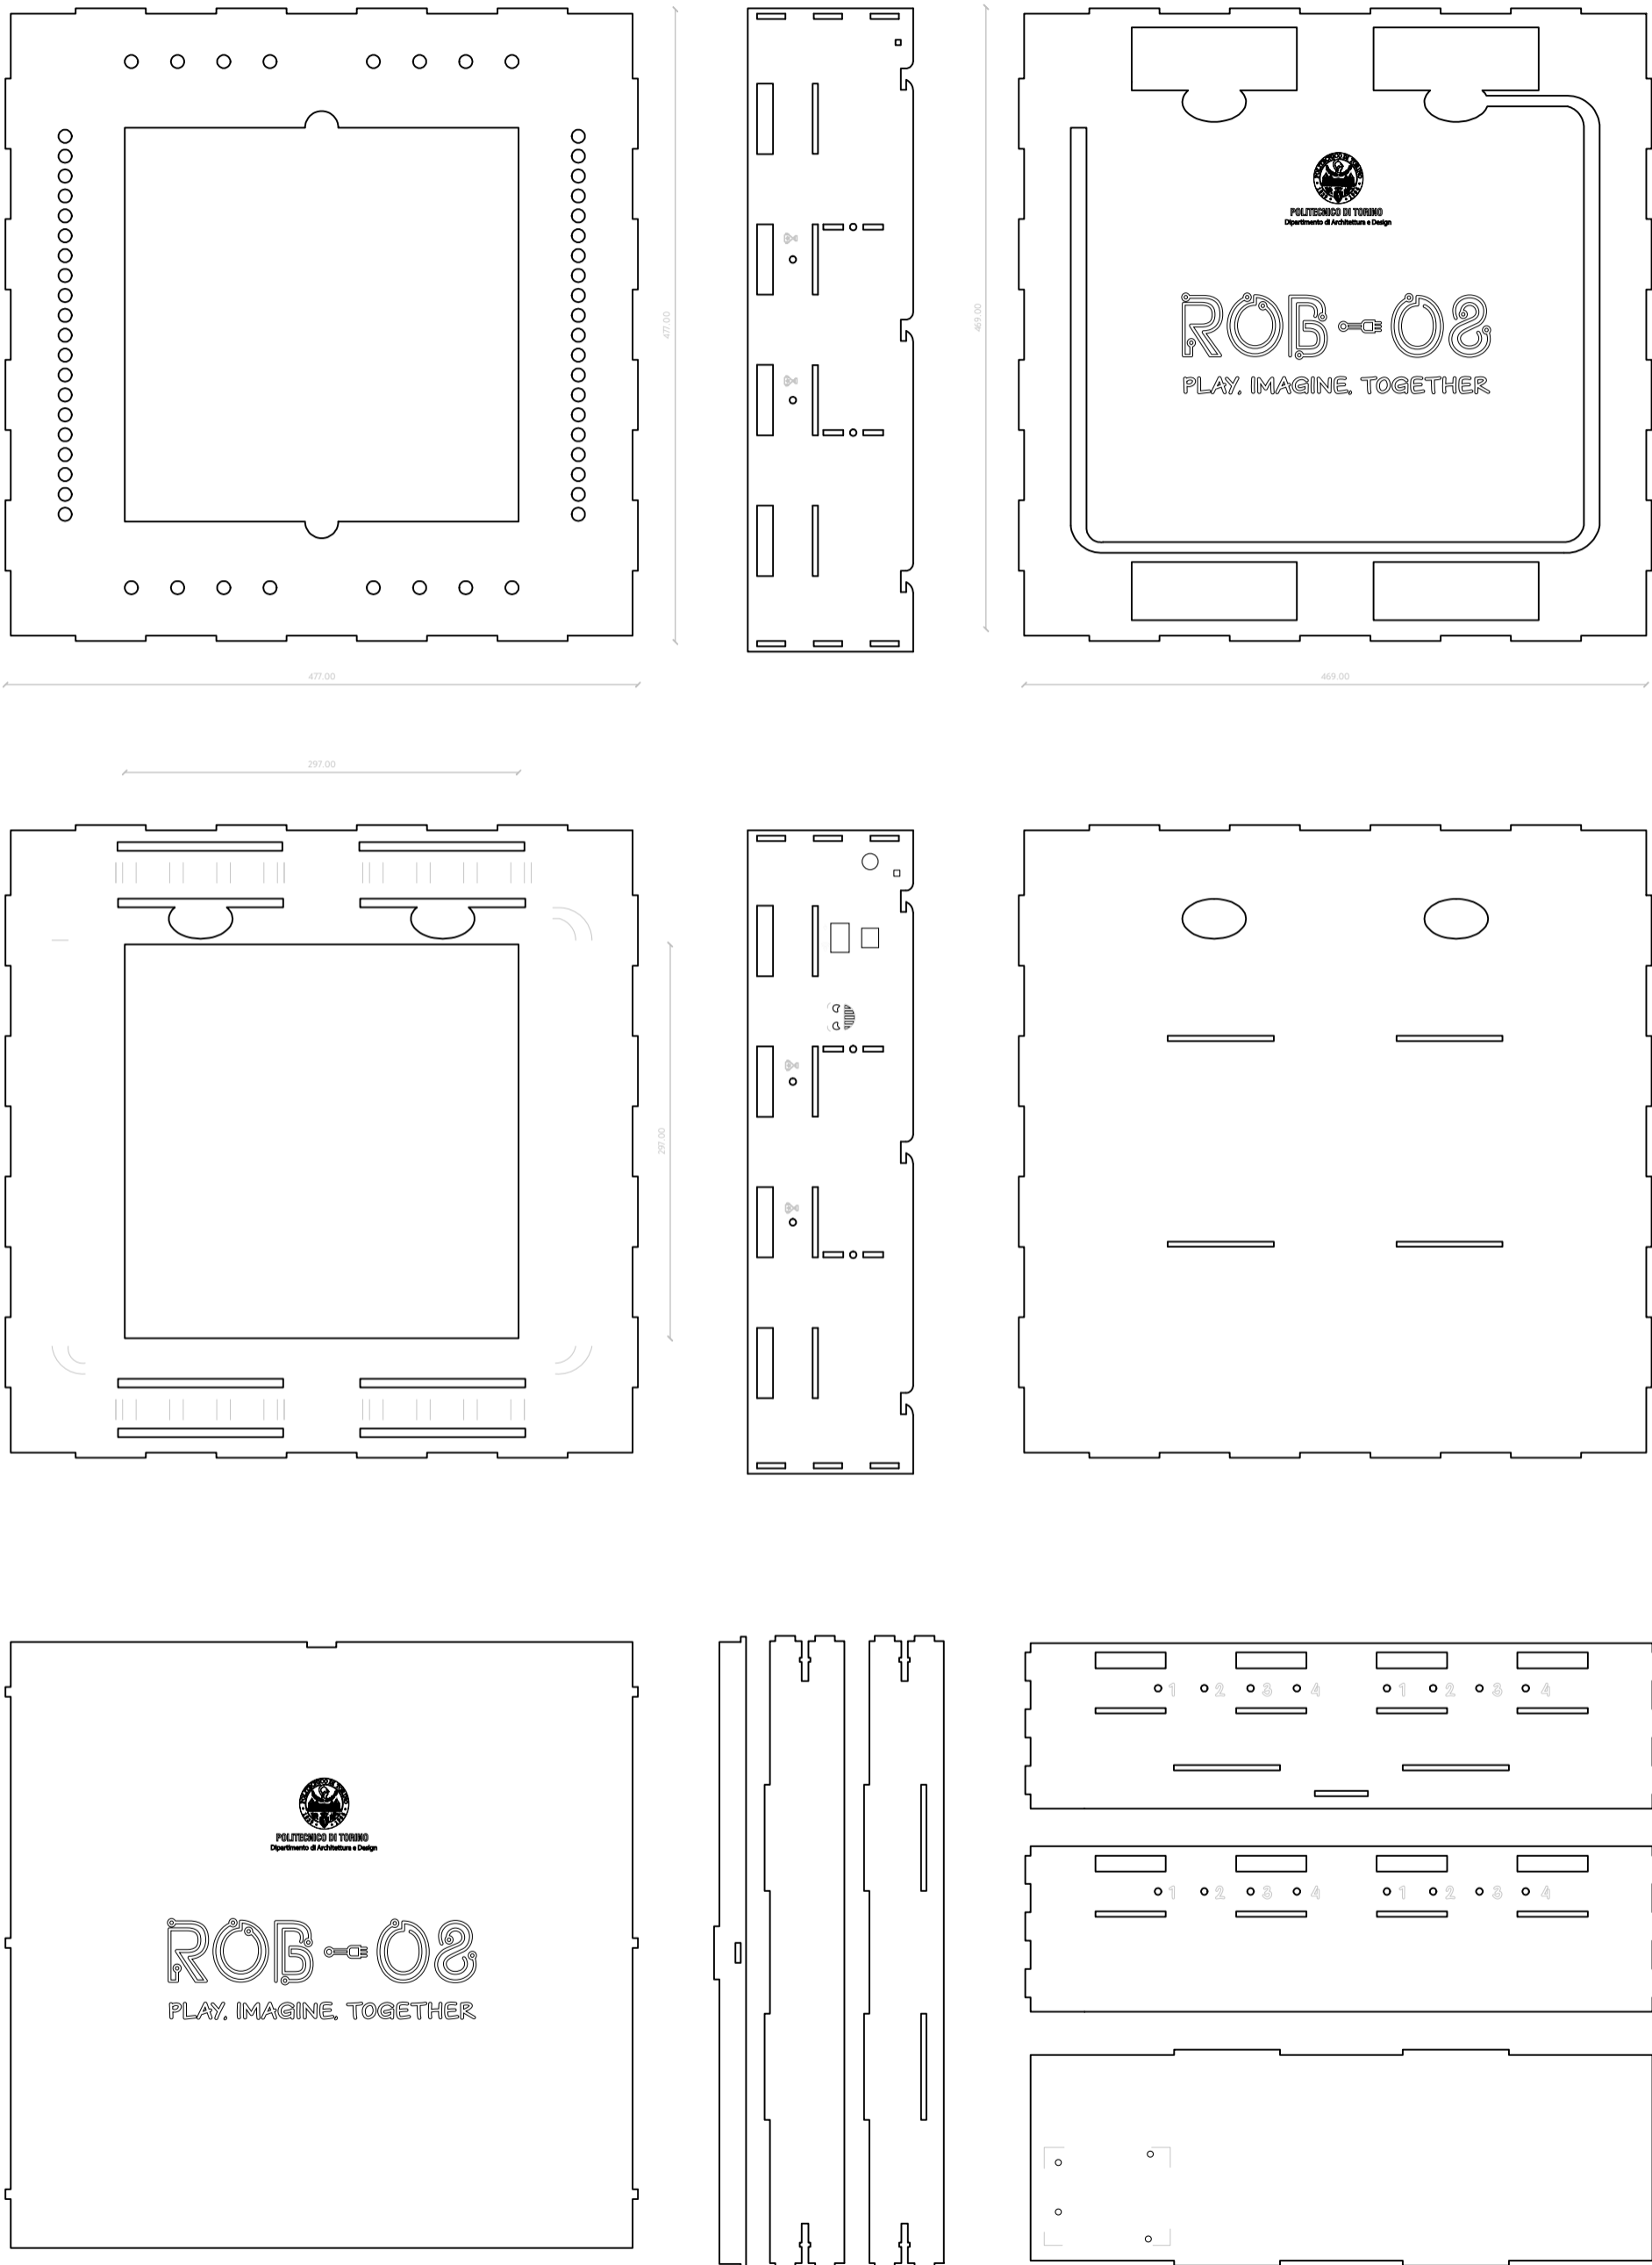 477.00
469.00
POLITECNICO DI TORINO
Dipartimento di Architettura e Design
ROB-OS
PLAY. IMAGINE. TOGETHER
477.00
469.00
297.00
297.00
POLITECNICO DI TORINO
Dipartimento di Architettura e Design
ROB-OS
PLAY. IMAGINE. TOGETHER
1 2 3 4 1 2 3 4
1 2 3 4 1 2 3 4